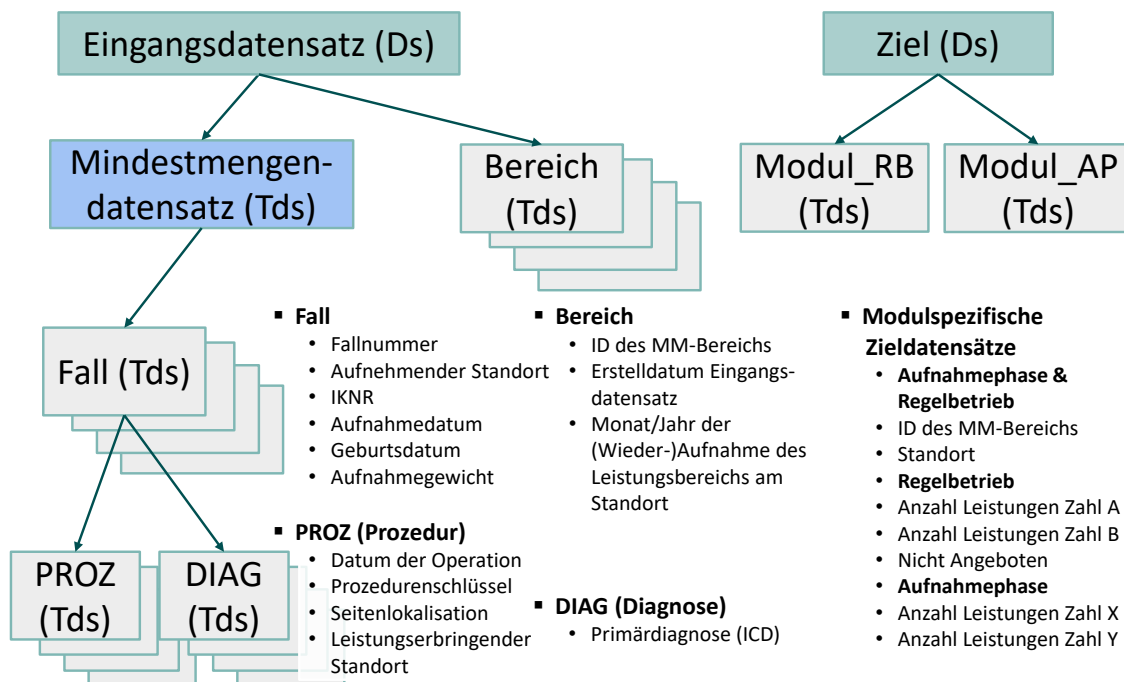 Eingangsdatensatz (Ds)
Ziel (Ds)
Mindestmengen-
datensatz (Tds)
Bereich
(Tds)
Modul_RB
(Tds)
Modul_AP
(Tds)
Fall (Tds)
PROZ
(Tds)
DIAG
(Tds)
▪ Fall
• Fallnummer
• Aufnehmender Standort
• IKNR
• Aufnahmedatum
• Geburtsdatum
• Aufnahmegewicht
▪ PROZ (Prozedur)
• Datum der Operation
• Prozedurenschlüssel
• Seitenlokalisation
• Leistungserbringender
Standort
▪ Bereich
• ID des MM-Bereichs
• Erstelldatum Eingangs-
datensatz
• Monat/Jahr der
(Wieder-)Aufnahme des
Leistungsbereichs am
Standort
▪ DIAG (Diagnose)
• Primärdiagnose (ICD)
▪ Modulspezifische
Zieldatensätze
• Aufnahmephase &
Regelbetrieb
• ID des MM-Bereichs
• Standort
• Regelbetrieb
• Anzahl Leistungen Zahl A
• Anzahl Leistungen Zahl B
• Nicht Angeboten
• Aufnahmephase
• Anzahl Leistungen Zahl X
• Anzahl Leistungen Zahl Y